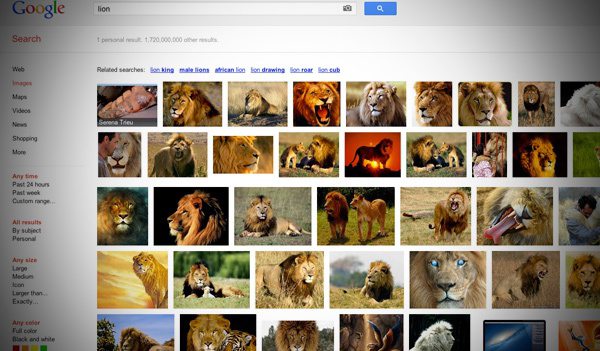 Google
lion
Search
1 personal result. 1,720,000,000 other results.
Related searches: lion king male lions african lion lion drawing lion roar lion cub
Web
Images
Maps
Videos
News
Shopping
More
Serena Trieu
Any time
Past 24 hours
Past week
Custom range...
All results
By subject
Personal
Any size
Large
Medium
Icon
Larger than...
Exactly...
Any color
Full color
Black and white